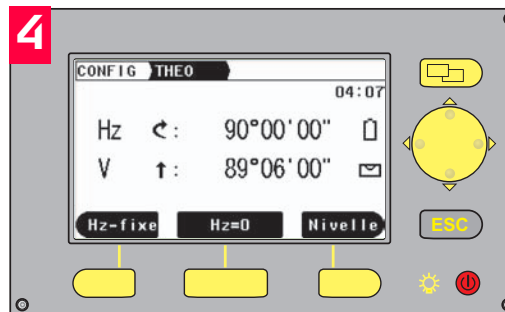 4
CONFIG THEO
04:07
Hz : 90°00'00"
V : 89°06'00"
Hz-fixe Hz=0 Nivelle
ESC